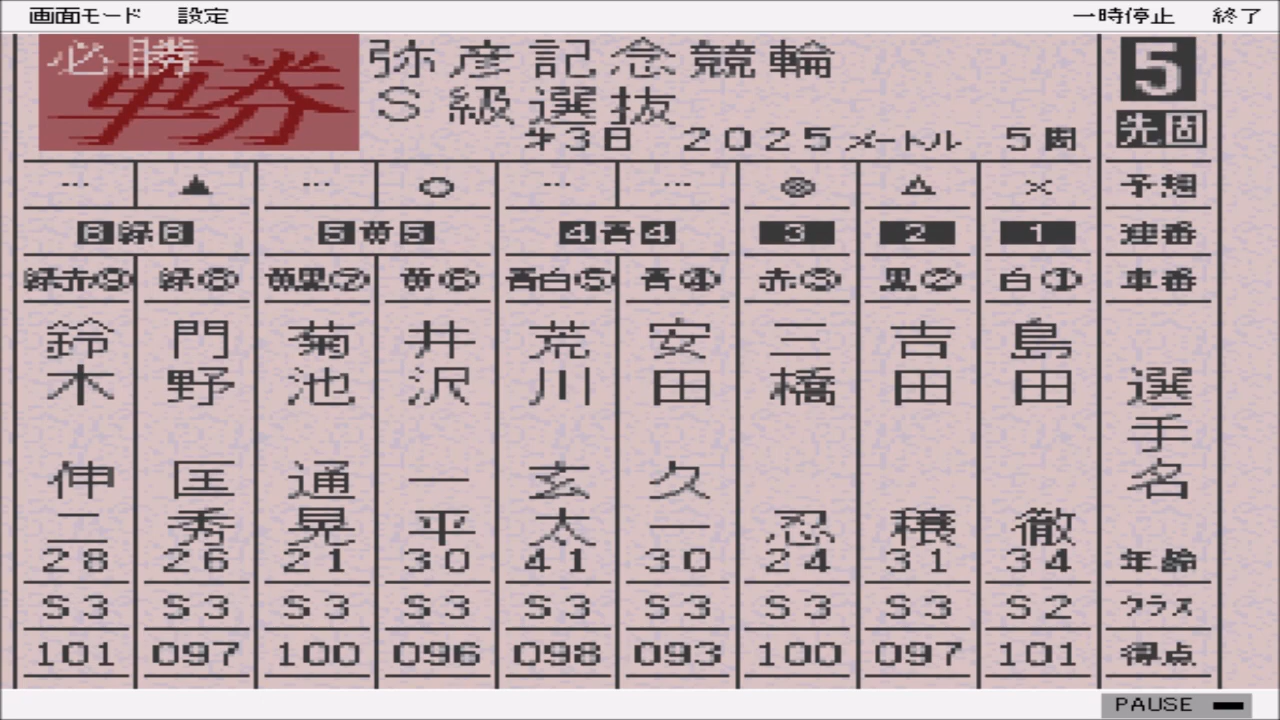 画面モード 設定 一時停止 終了
必勝車券
弥彦記念競輪
S級選抜
才3日 2025メートル 5周
5
先固
… ▲ … ○ … … ◎ △ × 予想
6緑6 5黄5 4青4 3 2 1 連番
緑赤⑨ 緑⑧ 黄黒⑦ 黄⑥ 青白⑤ 青④ 赤③ 黒② 白① 車番
鈴木 伸二 門野 匡秀 菊池 通晃 井沢 一平 荒川 玄太 安田 久一 三橋 忍 吉田 穣 島田 徹 選手名
28 26 21 30 41 30 24 31 34 年齢
S3 S3 S3 S3 S3 S3 S3 S3 S2 クラス
101 097 100 096 098 093 100 097 101 得点
PAUSE